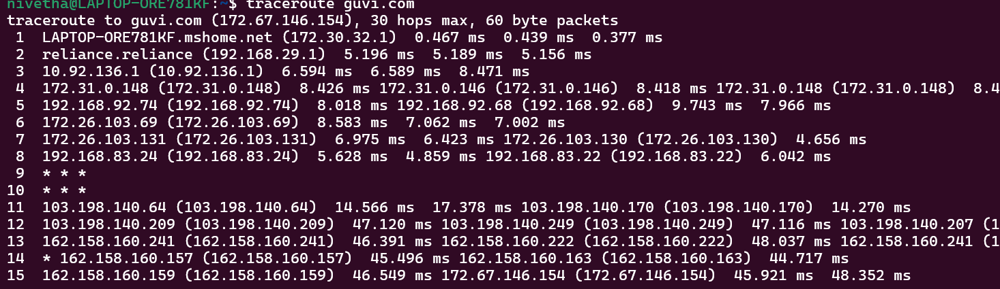 nivetha@LAPTOP-ORE781KF:~$ traceroute guvi.com
traceroute to guvi.com (172.67.146.154), 30 hops max, 60 byte packets
1 LAPTOP-ORE781KF.mshome.net (172.30.32.1) 0.467 ms 0.439 ms 0.377 ms
2 reliance.reliance (192.168.29.1) 5.196 ms 5.189 ms 5.156 ms
3 10.92.136.1 (10.92.136.1) 6.594 ms 6.589 ms 8.471 ms
4 172.31.0.148 (172.31.0.148) 8.426 ms 172.31.0.146 (172.31.0.146) 8.418 ms 172.31.0.148 (172.31.0.148) 8.4
5 192.168.92.74 (192.168.92.74) 8.018 ms 192.168.92.68 (192.168.92.68) 9.743 ms 7.966 ms
6 172.26.103.69 (172.26.103.69) 8.583 ms 7.062 ms 7.002 ms
7 172.26.103.131 (172.26.103.131) 6.975 ms 6.423 ms 172.26.103.130 (172.26.103.130) 4.656 ms
8 192.168.83.24 (192.168.83.24) 5.628 ms 4.859 ms 192.168.83.22 (192.168.83.22) 6.042 ms
9 * * *
10 * * *
11 103.198.140.64 (103.198.140.64) 14.566 ms 17.378 ms 103.198.140.170 (103.198.140.170) 14.270 ms
12 103.198.140.209 (103.198.140.209) 47.120 ms 103.198.140.249 (103.198.140.249) 47.116 ms 103.198.140.207 (1
13 162.158.160.241 (162.158.160.241) 46.391 ms 162.158.160.222 (162.158.160.222) 48.037 ms 162.158.160.241 (1
14 * 162.158.160.157 (162.158.160.157) 45.496 ms 162.158.160.163 (162.158.160.163) 44.717 ms
15 162.158.160.159 (162.158.160.159) 46.549 ms 172.67.146.154 (172.67.146.154) 45.921 ms 48.352 ms